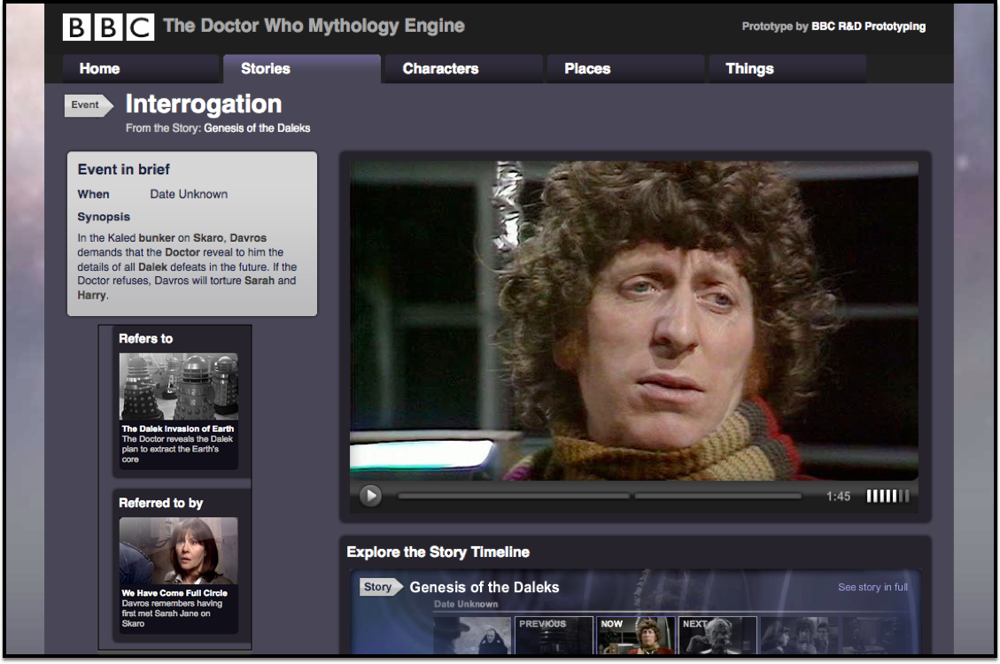 BBC The Doctor Who Mythology Engine
Prototype by BBC R&D Prototyping
Home Stories Characters Places Things
Event Interrogation
From the Story: Genesis of the Daleks
Event in brief
When Date Unknown
Synopsis
In the Kaled bunker on Skaro, Davros
demands that the Doctor reveal to him the
details of all Dalek defeats in the future. If the
Doctor refuses, Davros will torture Sarah and
Harry.
Refers to
The Dalek Invasion of Earth
The Doctor reveals the Dalek
plan to extract the Earth's
core
Referred to by
We Have Come Full Circle
Davros remembers having
first met Sarah Jane on
Skaro
1:45
Explore the Story Timeline
Story Genesis of the Daleks
See story in full
Date Unknown
PREVIOUS NOW NEXT